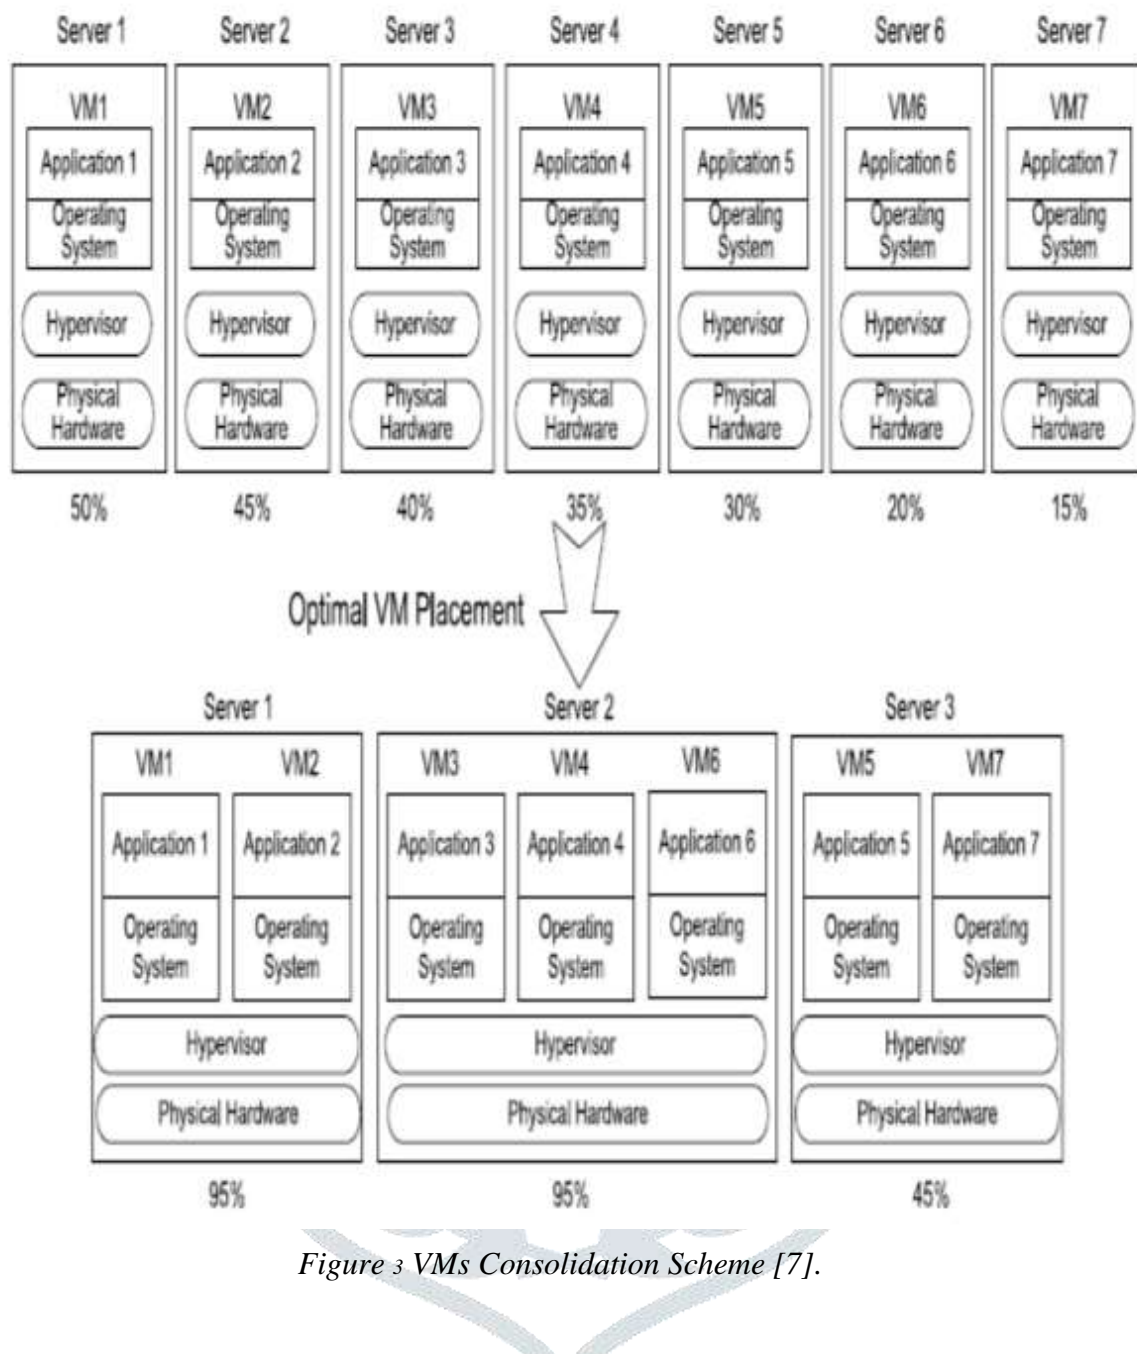 Server 1 Server 2 Server 3 Server 4 Server 5 Server 6 Server 7
VM1 VM2 VM3 VM4 VM5 VM6 VM7
Application 1 Application 2 Application 3 Application 4 Application 5 Application 6 Application 7
Operating Operating Operating Operating Operating Operating Operating
System System System System System System System
Hypervisor Hypervisor Hypervisor Hypervisor Hypervisor Hypervisor Hypervisor
Physical Physical Physical Physical Physical Physical Physical
Hardware Hardware Hardware Hardware Hardware Hardware Hardware
50% 45% 40% 35% 30% 20% 15%
Optimal VM Placement
Server 1 Server 2 Server 3
VM1 VM2 VM3 VM4 VM6 VM5 VM7
Application 1 Application 2 Application 3 Application 4 Application 6 Application 5 Application 7
Operating Operating Operating Operating Operating Operating Operating
System System System System System System System
Hypervisor Hypervisor Hypervisor
Physical Hardware Physical Hardware Physical Hardware
95% 95% 45%
Figure 3 VMs Consolidation Scheme [7].